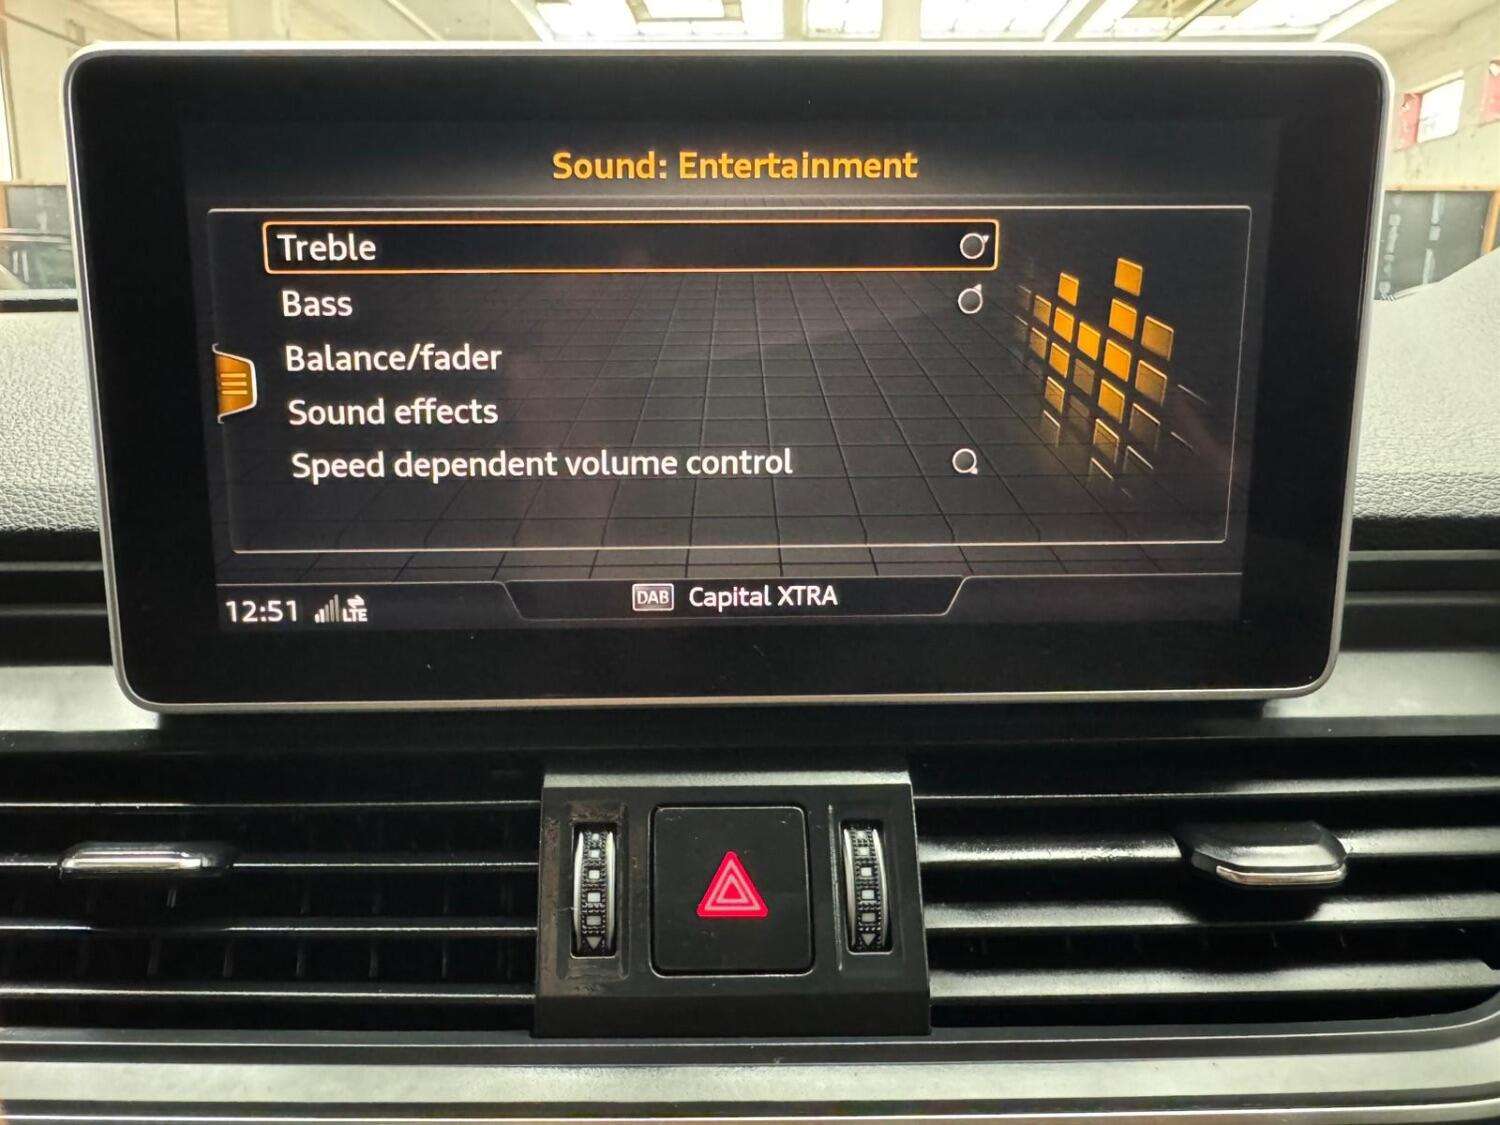 Sound: Entertainment
Treble
Bass
Balance/fader
Sound effects
Speed dependent volume control
12:51 LTE DAB Capital XTRA